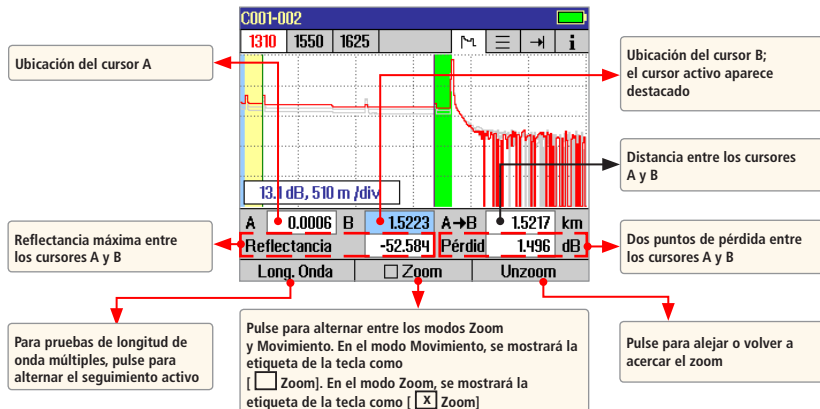 C001-002
1310 1550 1625 i
Ubicación del cursor A
Ubicación del cursor B;
el cursor activo aparece
destacado
Distancia entre los cursores
A y B
13.1 dB, 510 m /div
A 0.0006 B 1.5223 A→B 1.5217 km
Reflectancia -52.584 Pérdid 1.496 dB
Reflectancia máxima entre
los cursores A y B
Dos puntos de pérdida entre
los cursores A y B
Long. Onda Zoom Unzoom
Para pruebas de longitud de
onda múltiples, pulse para
alternar el seguimiento activo
Pulse para alternar entre los modos Zoom
y Movimiento. En el modo Movimiento, se mostrará la
etiqueta de la tecla como
[ Zoom]. En el modo Zoom, se mostrará la
etiqueta de la tecla como [ X Zoom]
Pulse para alejar o volver a
acercar el zoom